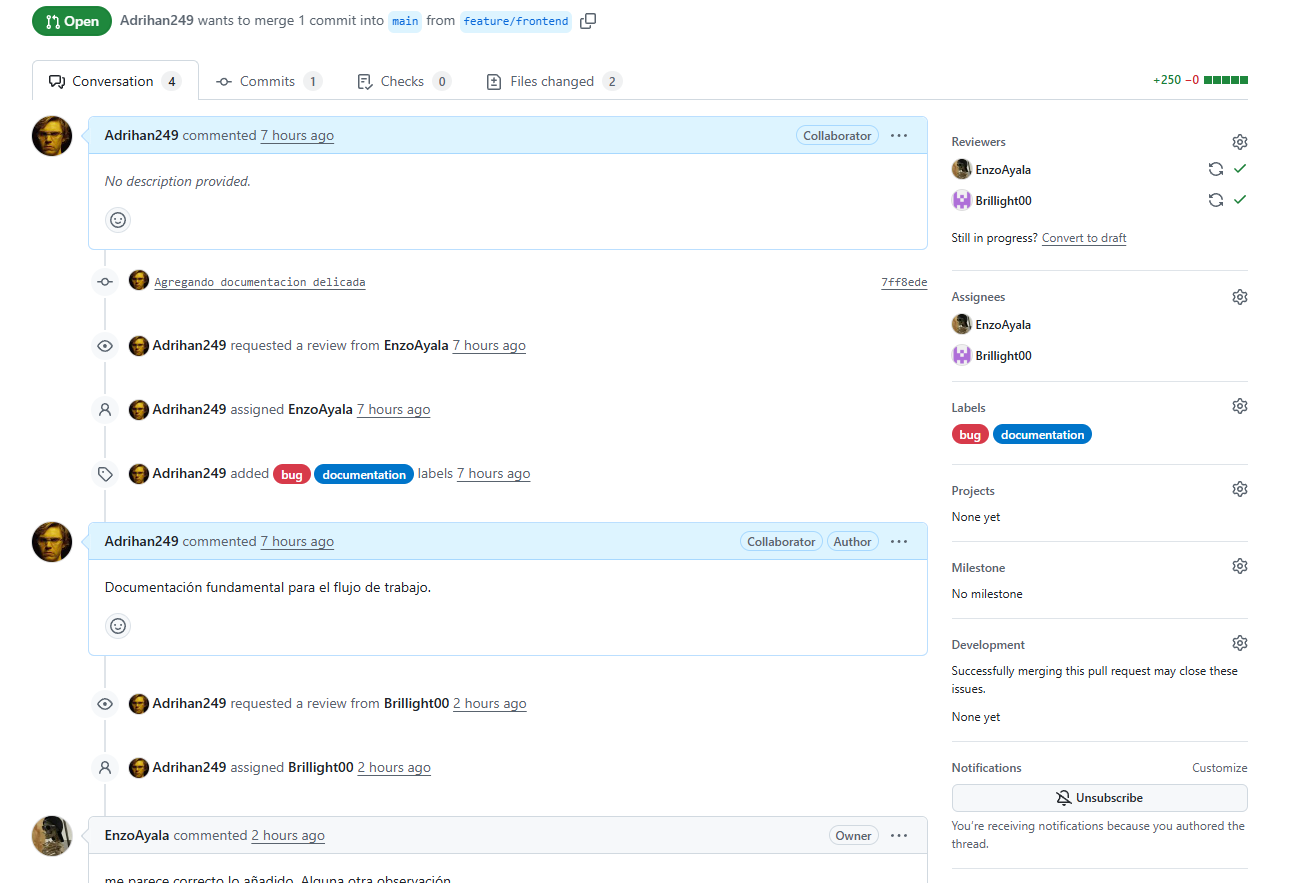 Open Adrihan249 wants to merge 1 commit into main from feature/frontend
Conversation 4 Commits 1 Checks 0 Files changed 2 +250 −0
Adrihan249 commented 7 hours ago Collaborator
No description provided.
Agregando documentacion delicada 7ff8ede
Adrihan249 requested a review from EnzoAyala 7 hours ago
Adrihan249 assigned EnzoAyala 7 hours ago
Adrihan249 added bug documentation labels 7 hours ago
Adrihan249 commented 7 hours ago Collaborator Author
Documentación fundamental para el flujo de trabajo.
Adrihan249 requested a review from Brillight00 2 hours ago
Adrihan249 assigned Brillight00 2 hours ago
EnzoAyala commented 2 hours ago Owner
me parece correcto lo añadido. Alguna otra observación
Reviewers
EnzoAyala
Brillight00
Still in progress? Convert to draft
Assignees
EnzoAyala
Brillight00
Labels
bug documentation
Projects
None yet
Milestone
No milestone
Development
Successfully merging this pull request may close these
issues.
None yet
Notifications Customize
Unsubscribe
You're receiving notifications because you authored the
thread.